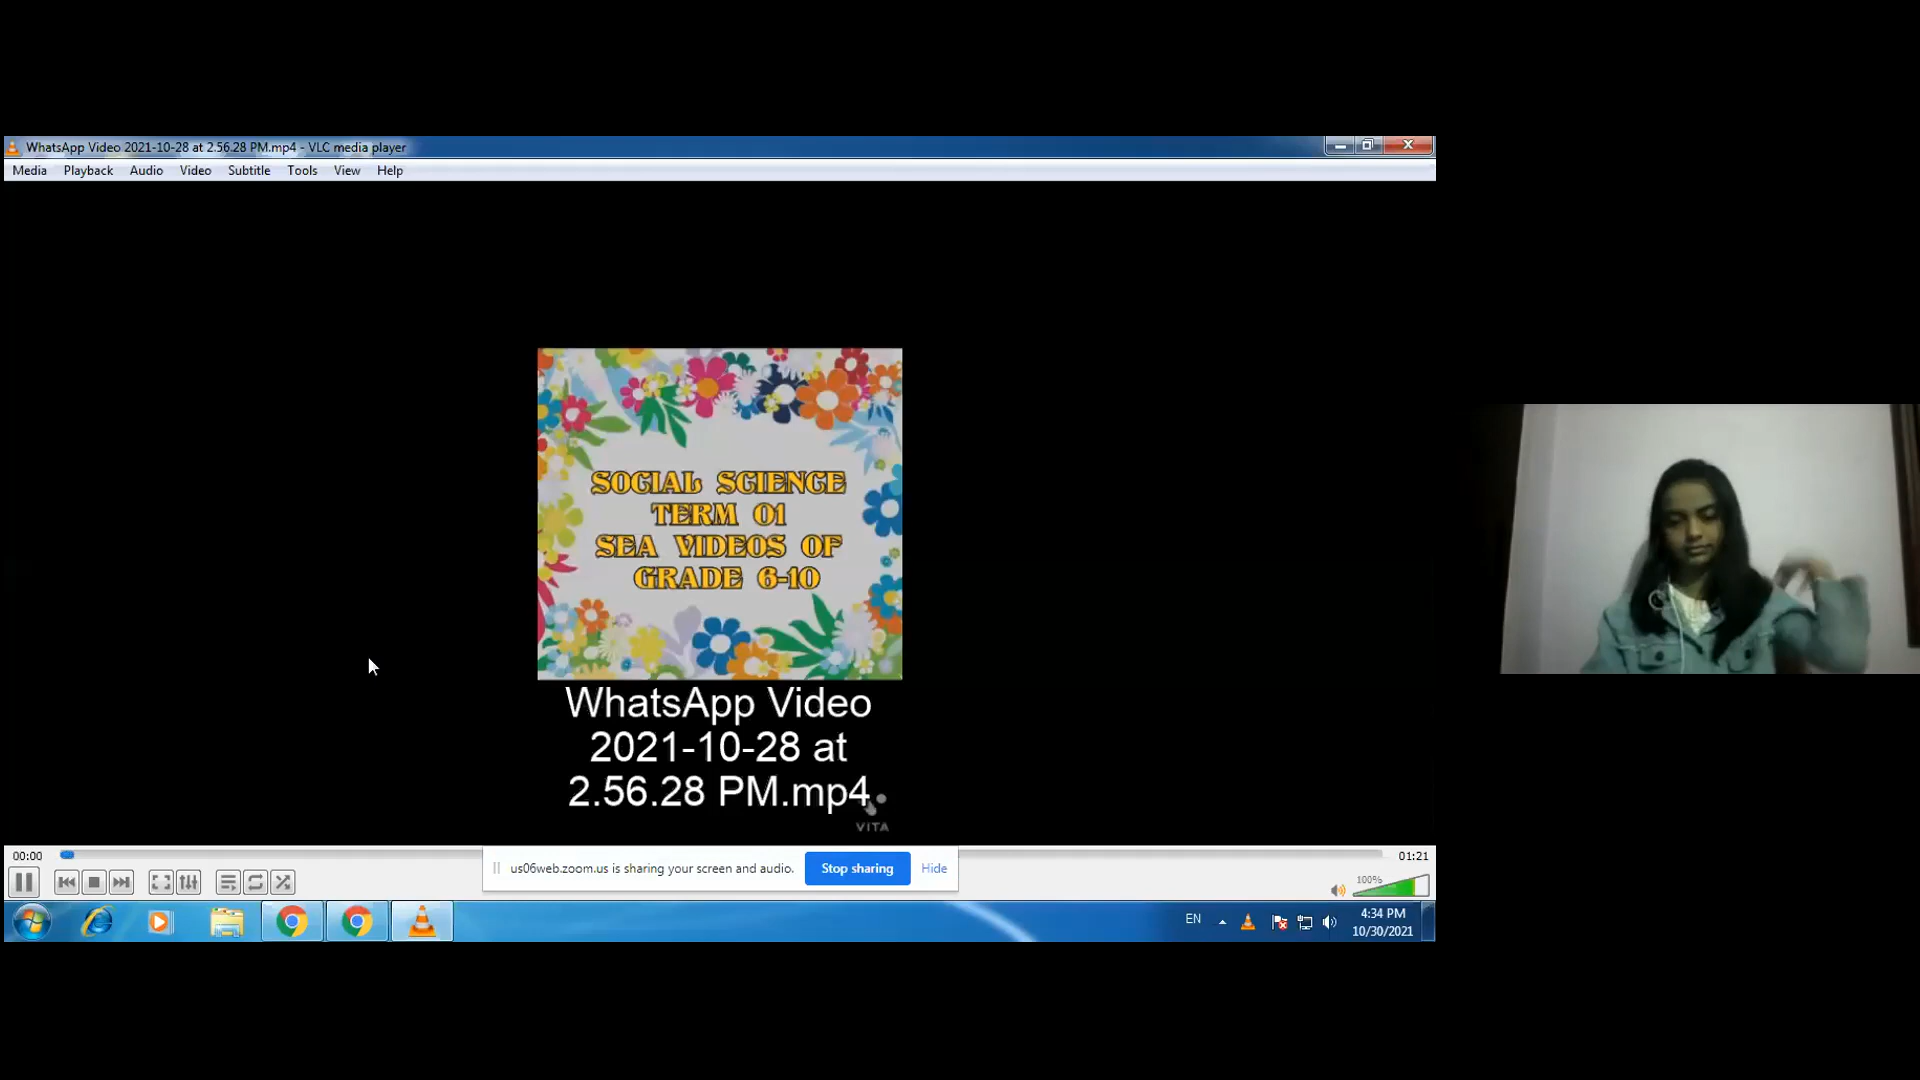 WhatsApp Video 2021-10-28 at 2.56.28 PM.mp4 - VLC media player
Media Playback Audio Video Subtitle Tools View Help
SOCIAL SCIENCE
TERM 01
SEA VIDEOS OF
GRADE 6-10
WhatsApp Video
2021-10-28 at
2.56.28 PM.mp4
VITA
00:00
01:21
us06web.zoom.us is sharing your screen and audio.
Stop sharing
Hide
100%
EN
4:34 PM
10/30/2021